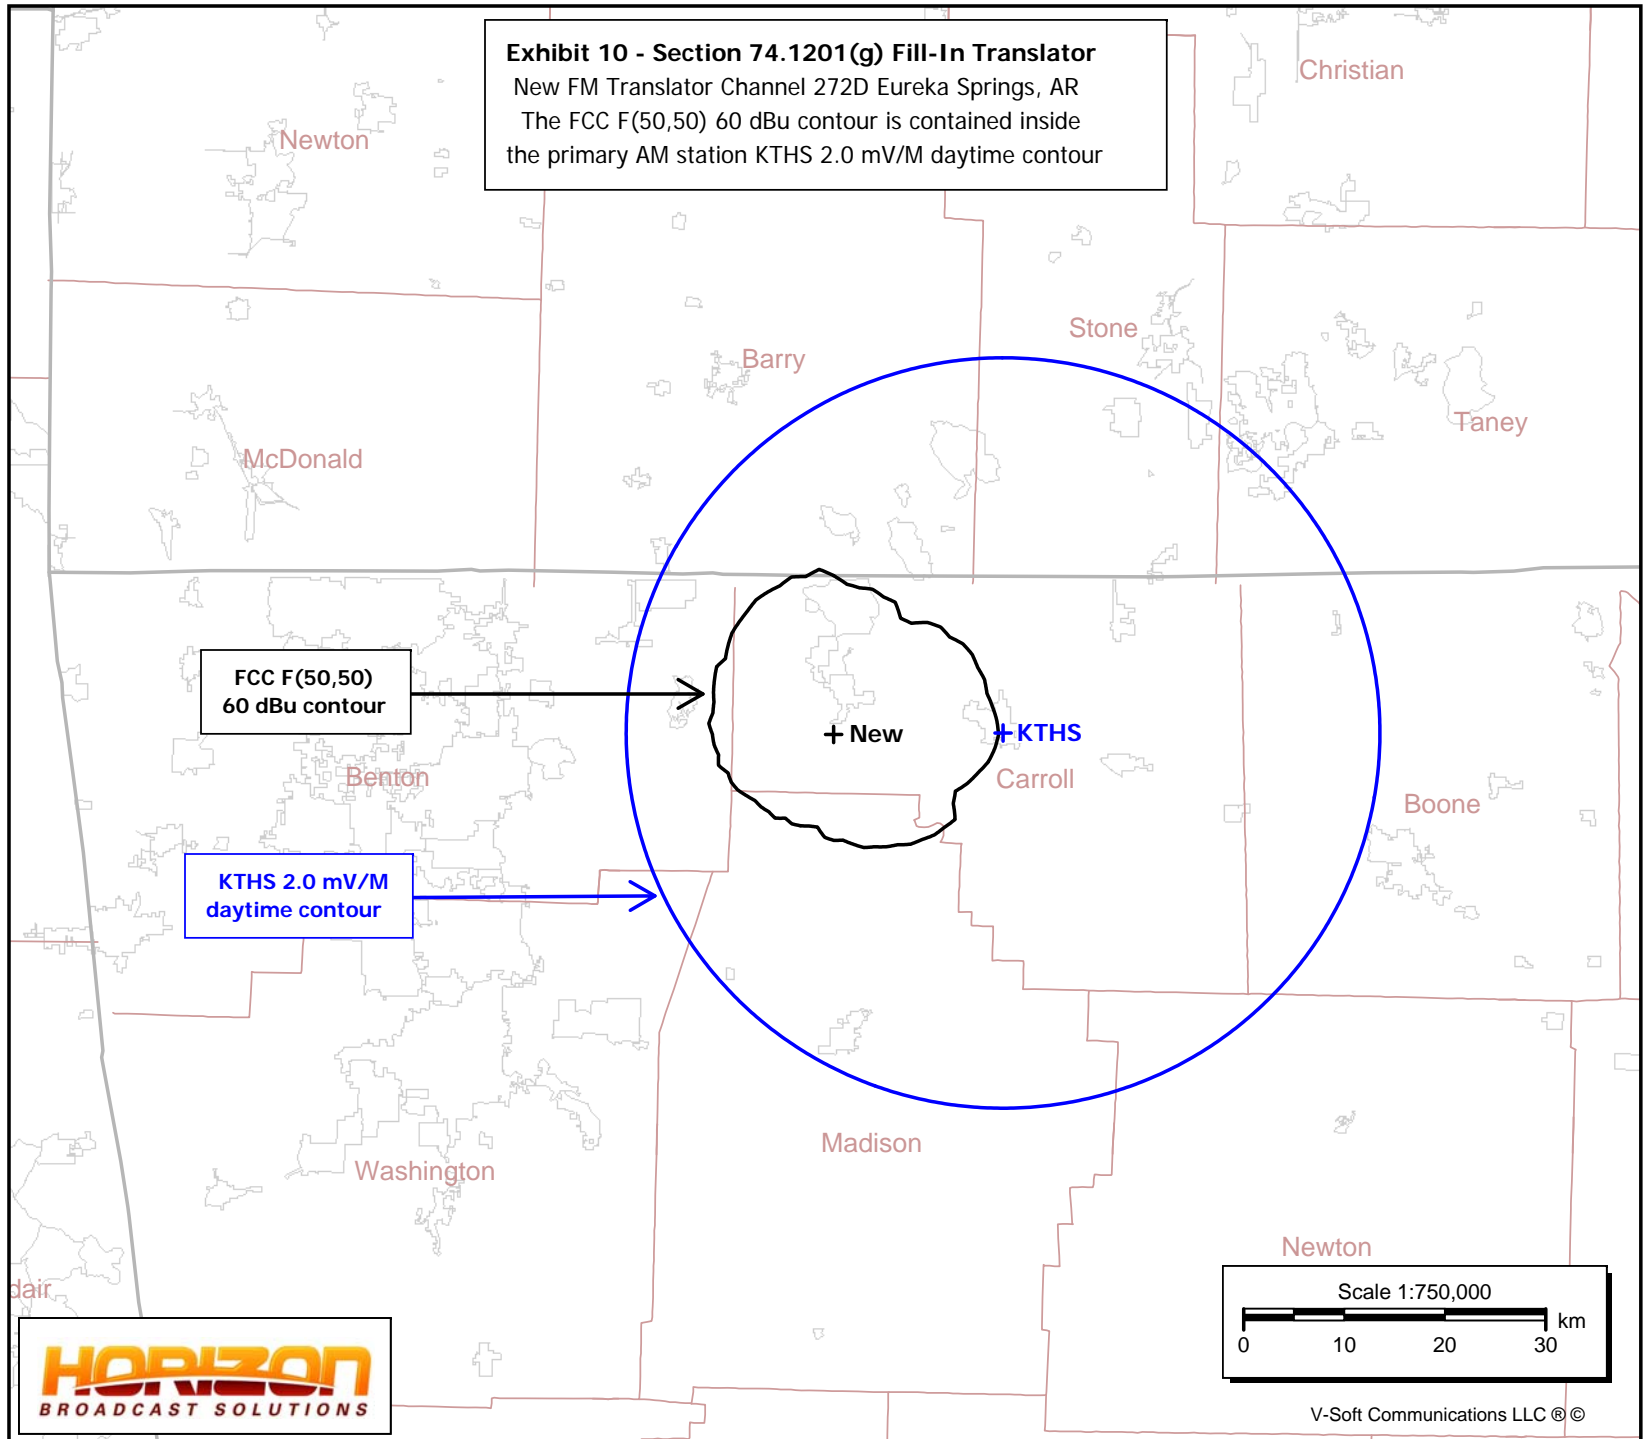 Exhibit 10 - Section 74.1201(g) Fill-In Translator
New FM Translator Channel 272D Eureka Springs, AR
The FCC F(50,50) 60 dBu contour is contained inside
the primary AM station KTHS 2.0 mV/M daytime contour
Christian
Newton
Stone
Barry
Taney
McDonald
FCC F(50,50)
60 dBu contour
New
KTHS
Benton
Carroll
Boone
KTHS 2.0 mV/M
daytime contour
Madison
Washington
Newton
dair
Scale 1:750,000
km
0 10 20 30
HORIZON
BROADCAST SOLUTIONS
V-Soft Communications LLC ® ©